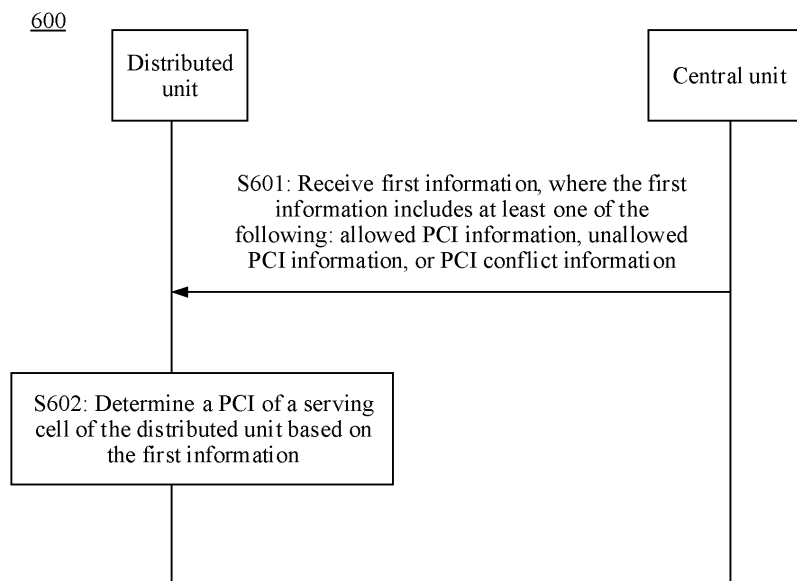 600
Distributed
unit
Central unit
S601: Receive first information, where the first
information includes at least one of the
following: allowed PCI information, unallowed
PCI information, or PCI conflict information
S602: Determine a PCI of a serving
cell of the distributed unit based on
the first information